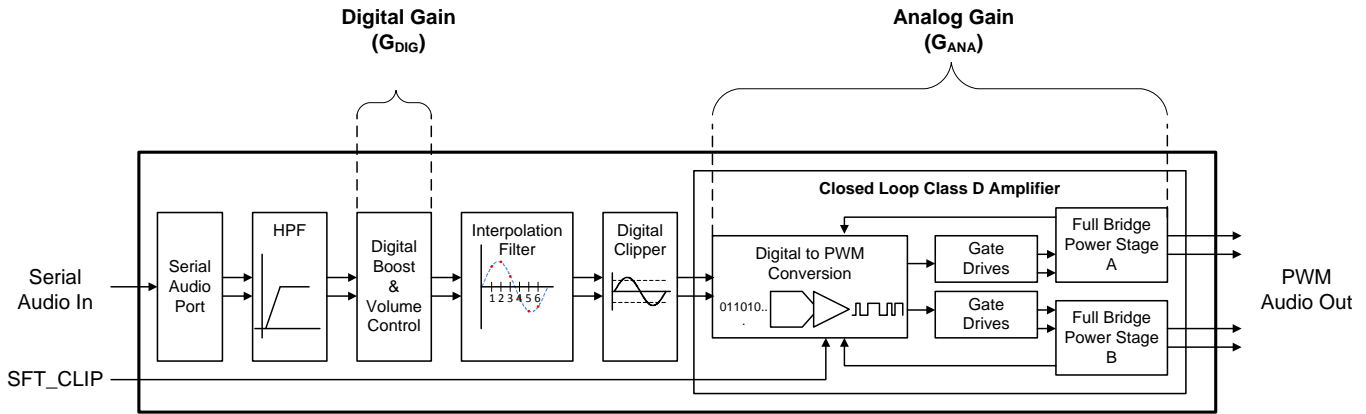 Digital Gain
(GDIG)
Analog Gain
(GANA)
Closed Loop Class D Amplifier
Serial
Audio In
Serial
Audio
Port
HPF
Digital
Boost
&
Volume
Control
Interpolation
Filter
1 2 3 4 5 6
Digital
Clipper
Digital to PWM
Conversion
011010..
.
Gate
Drives
Gate
Drives
Full Bridge
Power Stage
A
Full Bridge
Power Stage
B
PWM
Audio Out
SFT_CLIP